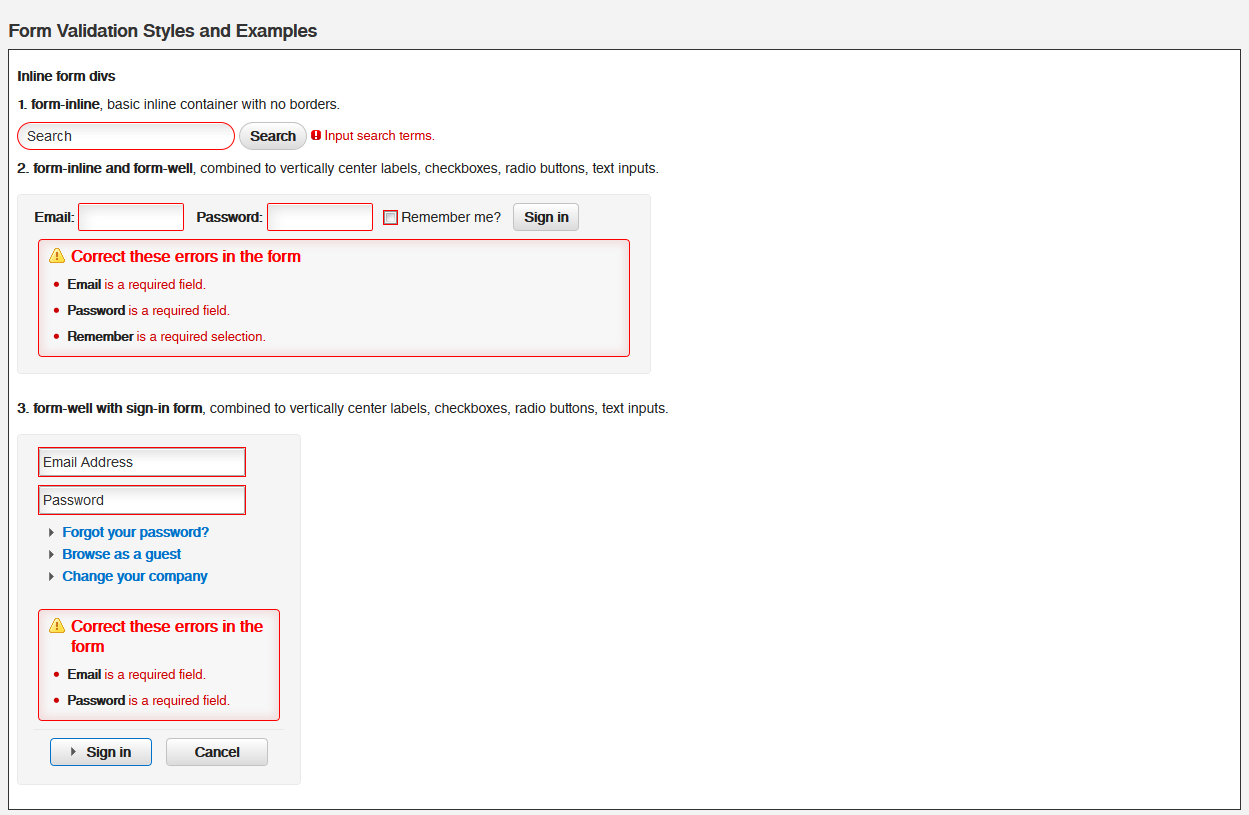 Form Validation Styles and Examples
Inline form divs
1. form-inline, basic inline container with no borders.
Search Search Input search terms.
2. form-inline and form-well, combined to vertically center labels, checkboxes, radio buttons, text inputs.
Email: Password: Remember me? Sign in
Correct these errors in the form
Email is a required field.
Password is a required field.
Remember is a required selection.
3. form-well with sign-in form, combined to vertically center labels, checkboxes, radio buttons, text inputs.
Email Address
Password
Forgot your password?
Browse as a guest
Change your company
Correct these errors in the
form
Email is a required field.
Password is a required field.
Sign in Cancel